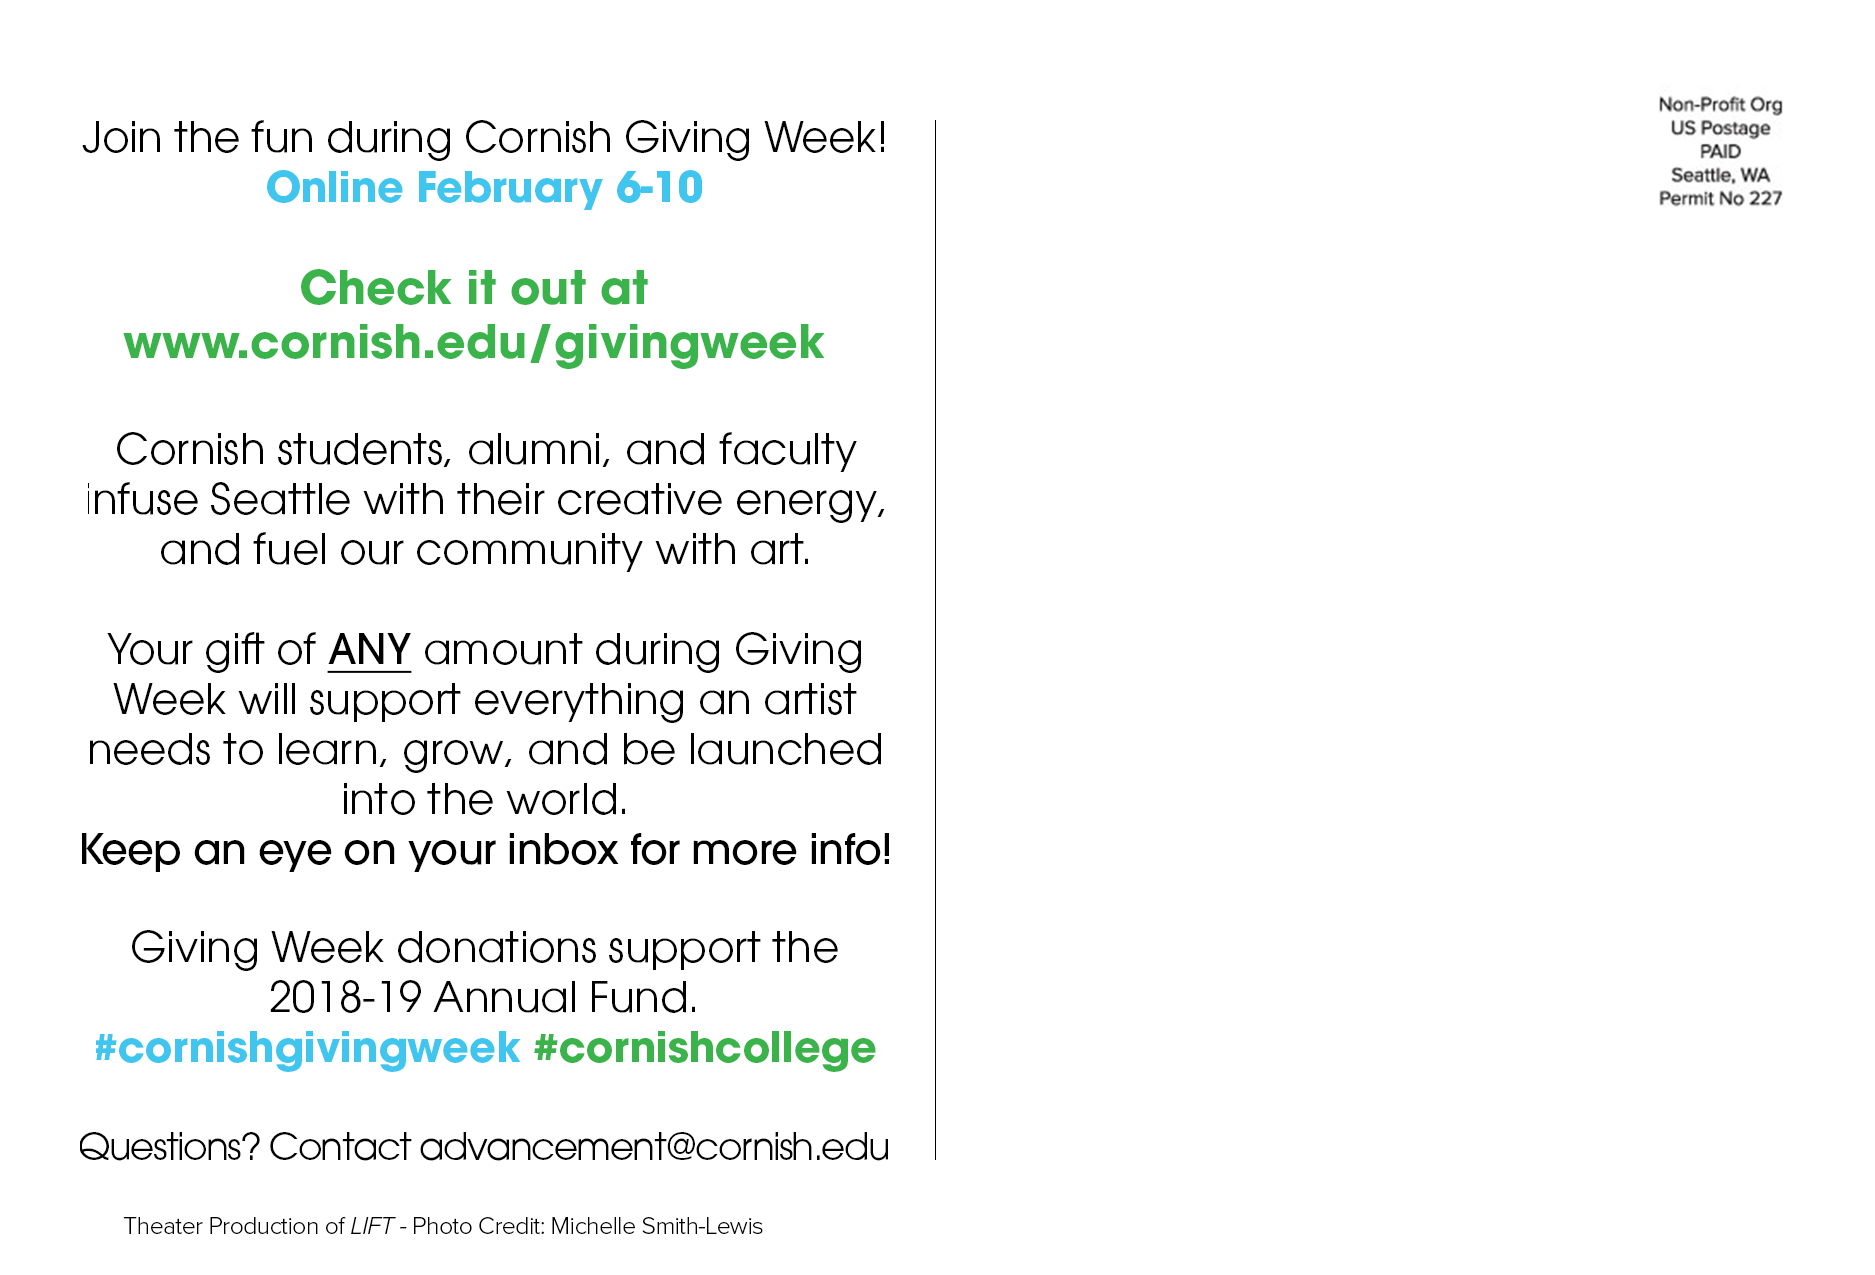 Join the fun during Cornish Giving Week!
Online February 6-10
Check it out at
www.cornish.edu/givingweek
Cornish students, alumni, and faculty
infuse Seattle with their creative energy,
and fuel our community with art.
Your gift of ANY amount during Giving
Week will support everything an artist
needs to learn, grow, and be launched
into the world.
Keep an eye on your inbox for more info!
Giving Week donations support the
2018-19 Annual Fund.
#cornishgivingweek #cornishcollege
Questions? Contact advancement@cornish.edu
Theater Production of LIFT - Photo Credit: Michelle Smith-Lewis
Non-Profit Org
US Postage
PAID
Seattle, WA
Permit No 227